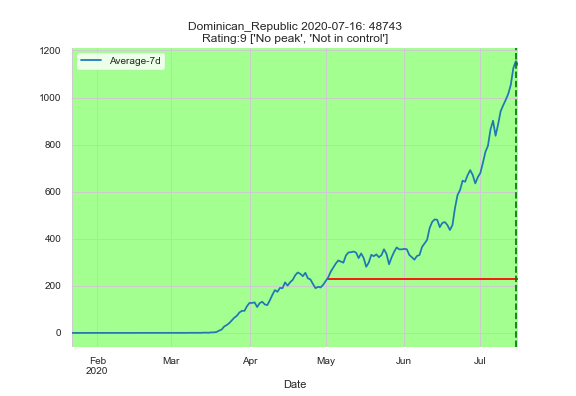 Dominican_Republic 2020-07-16: 48743
Rating:9 ['No peak', 'Not in control']
Average-7d
1200
1000
800
600
400
200
0
Feb Mar Apr May Jun Jul
2020
Date